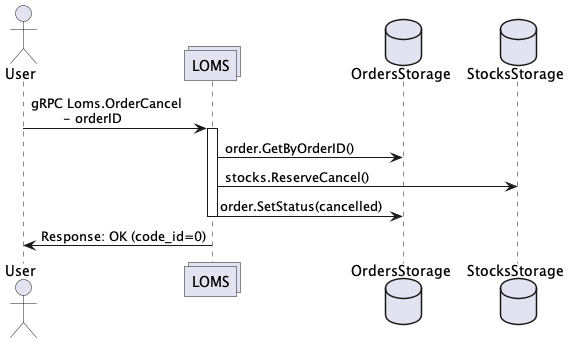 User
LOMS
OrdersStorage
StocksStorage
gRPC Loms.OrderCancel
- orderID
order.GetByOrderID()
stocks.ReserveCancel()
order.SetStatus(cancelled)
Response: OK (code_id=0)
User
LOMS
OrdersStorage
StocksStorage